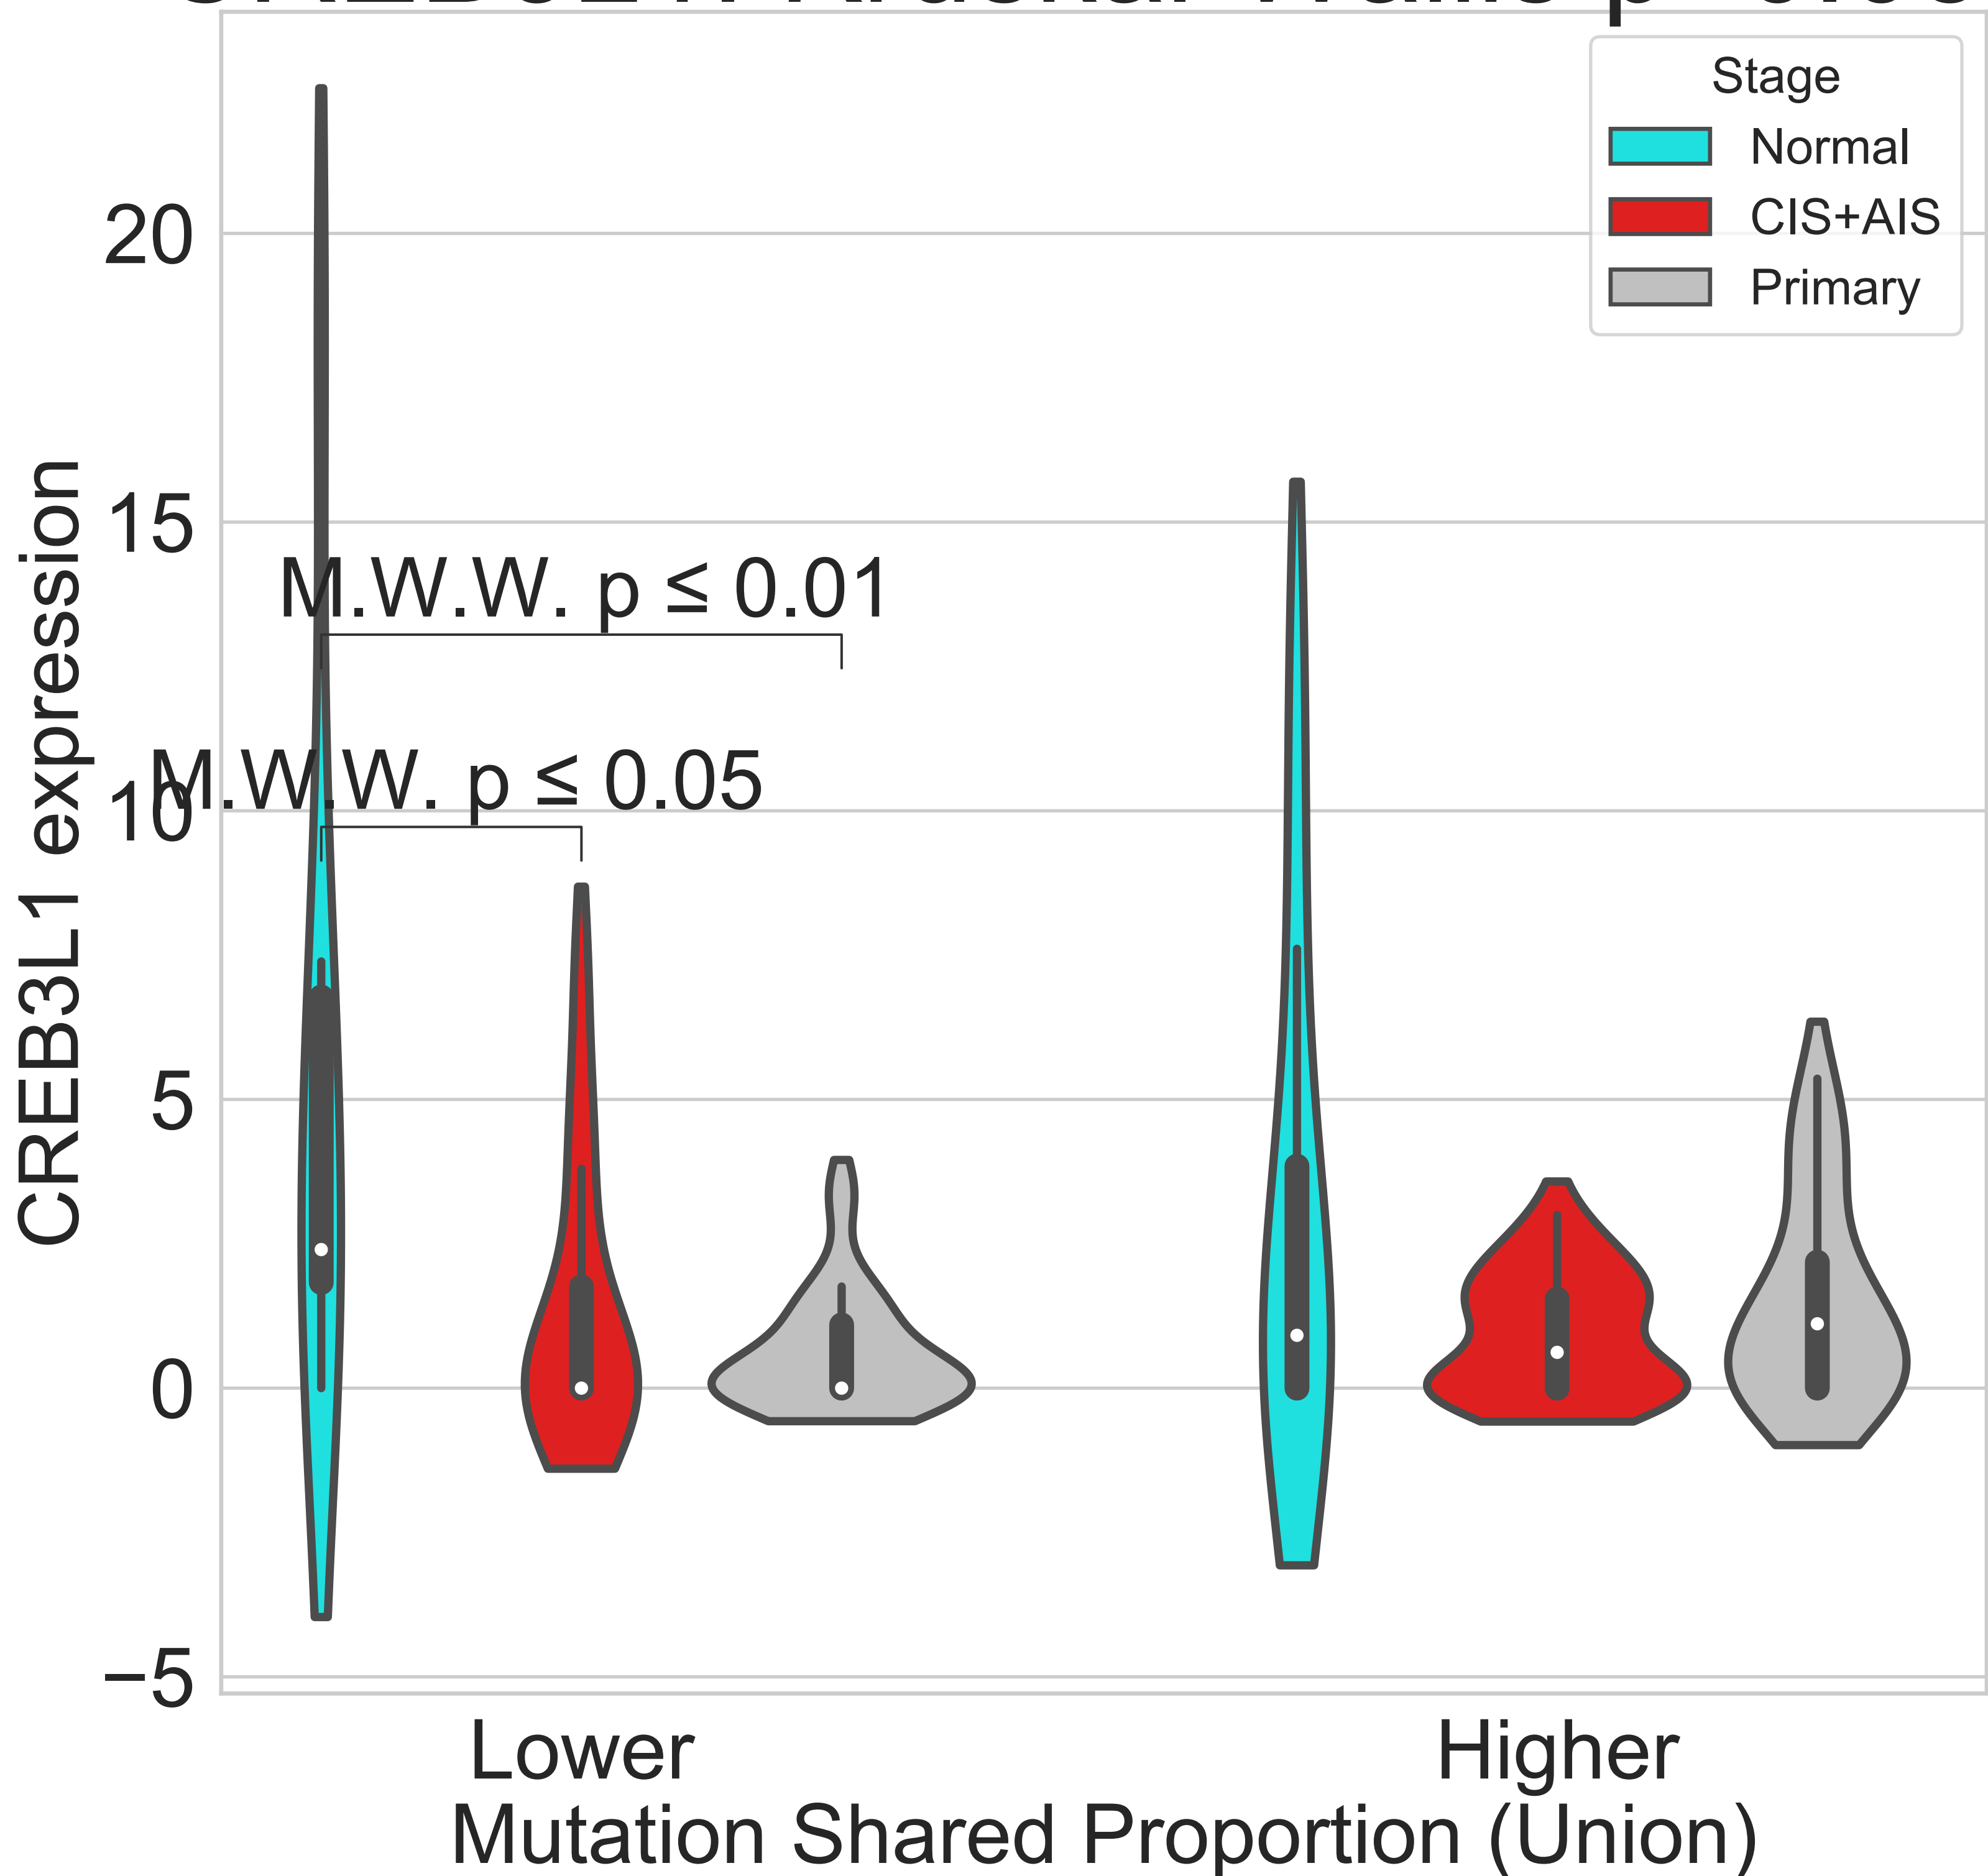 Stage
Normal
CIS+AIS
Primary
20
15
10
5
0
−5
CREB3L1 expression
M.W.W. p ≤ 0.01
M.W.W. p ≤ 0.05
Lower
Higher
Mutation Shared Proportion (Union)